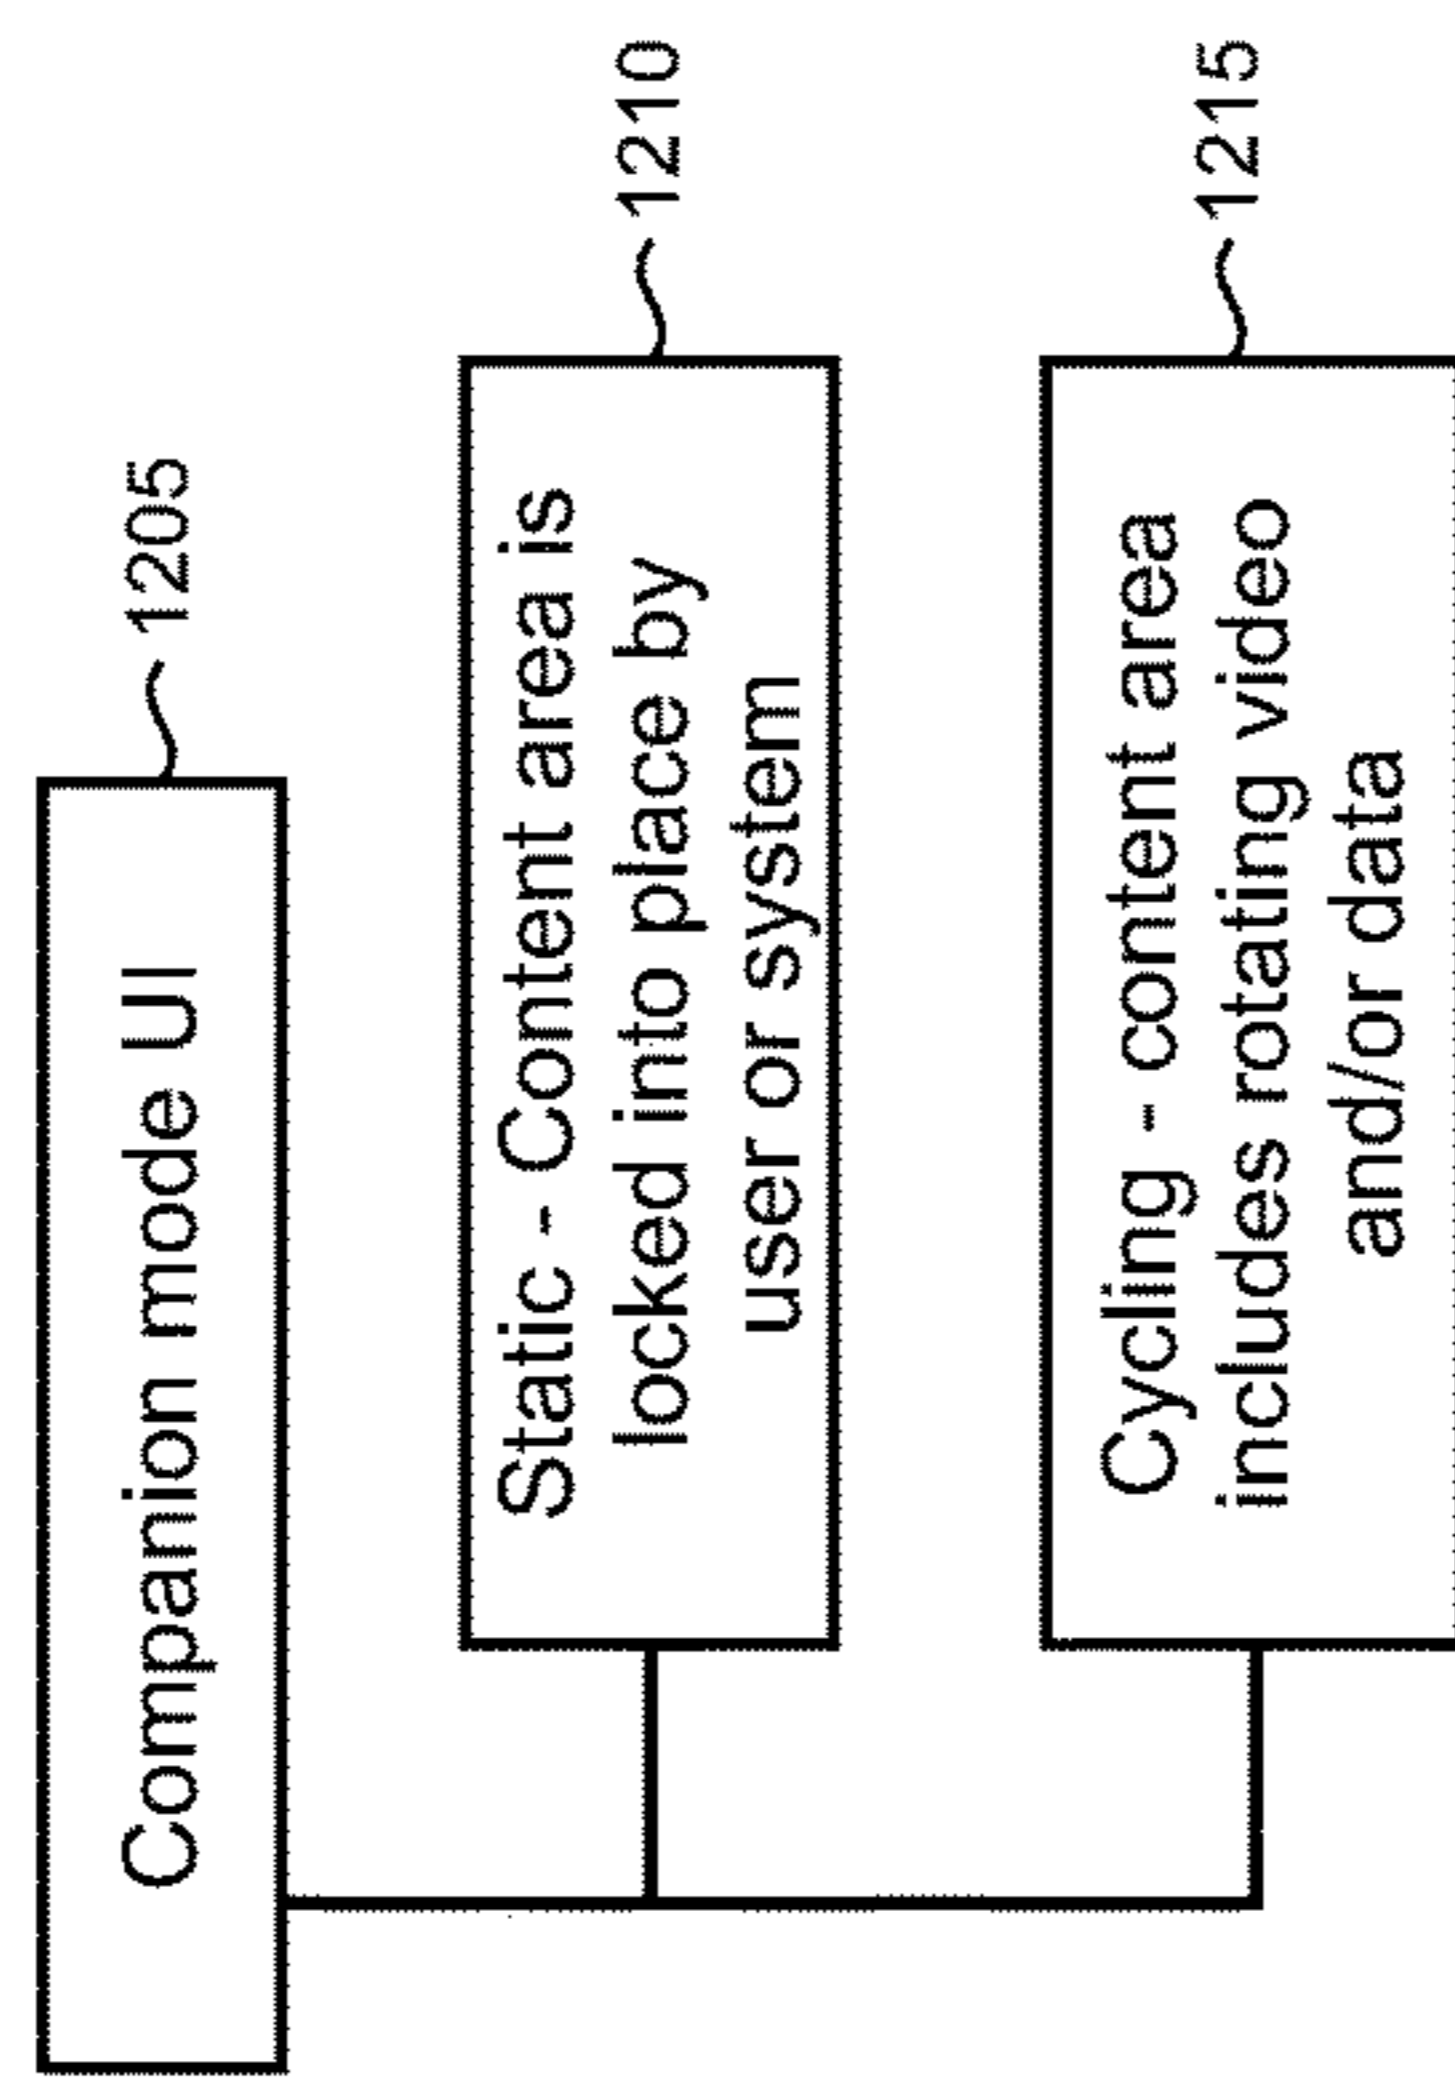 Companion mode UI
1205
Static - Content area is
locked into place by
user or system
1210
Cycling - content area
includes rotating video
and/or data
1215